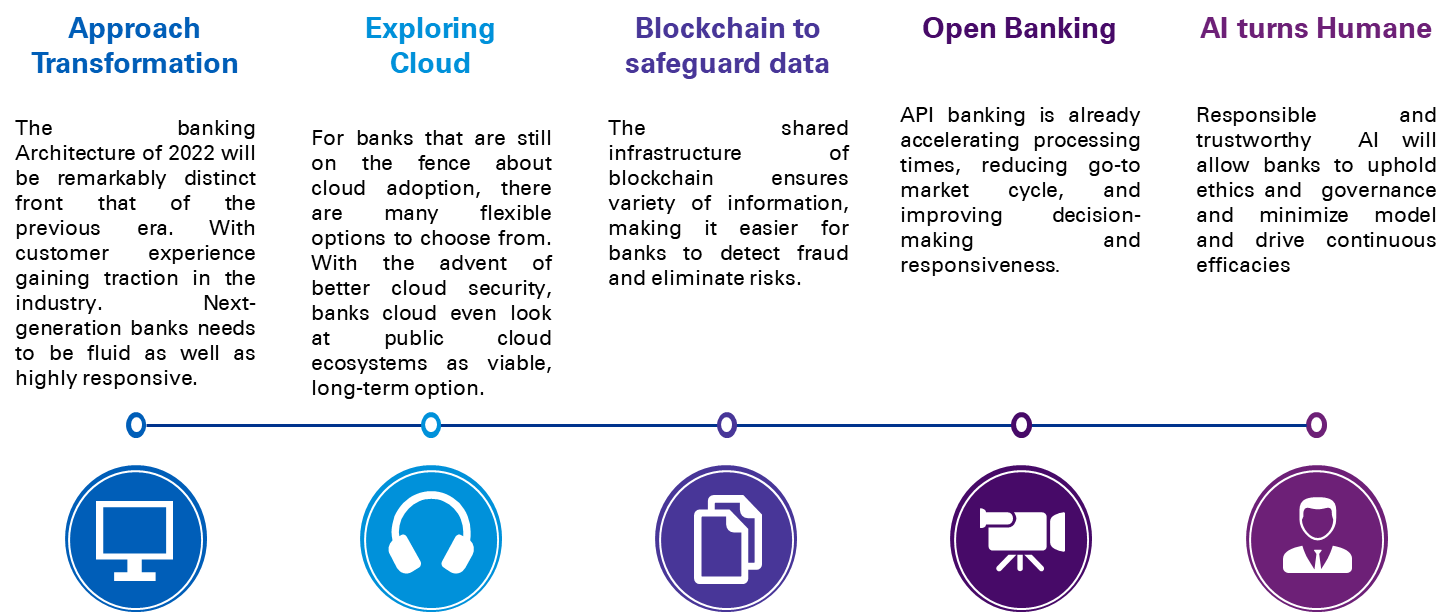 Approach
Transformation
The banking
Architecture of 2022 will
be remarkably distinct
front that of the
previous era. With
customer experience
gaining traction in the
industry. Next-
generation banks needs
to be fluid as well as
highly responsive.
Exploring
Cloud
For banks that are still
on the fence about
cloud adoption, there
are many flexible
options to choose from.
With the advent of
better cloud security,
banks cloud even look
at public cloud
ecosystems as viable,
long-term option.
Blockchain to
safeguard data
The shared
infrastructure of
blockchain ensures
variety of information,
making it easier for
banks to detect fraud
and eliminate risks.
Open Banking
API banking is already
accelerating processing
times, reducing go-to
market cycle, and
improving decision-
making and
responsiveness.
AI turns Humane
Responsible and
trustworthy AI will
allow banks to uphold
ethics and governance
and minimize model
and drive continuous
efficacies